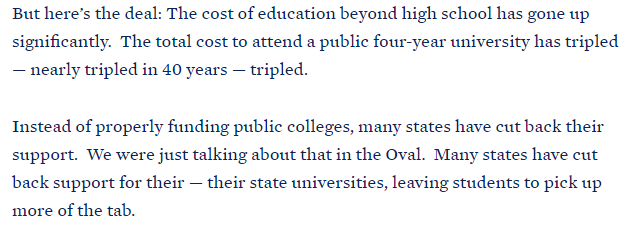 But here’s the deal: The cost of education beyond high school has gone up
significantly.  The total cost to attend a public four-year university has tripled
— nearly tripled in 40 years — tripled.
Instead of properly funding public colleges, many states have cut back their
support.  We were just talking about that in the Oval.  Many states have cut
back support for their — their state universities, leaving students to pick up
more of the tab.